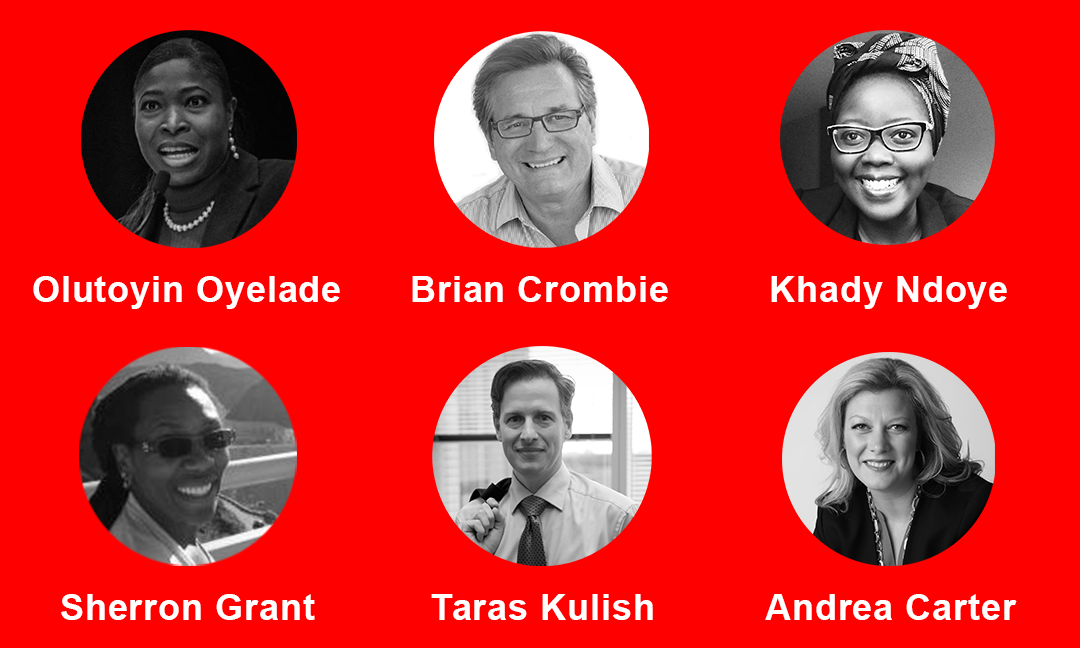 Olutoyin Oyelade
Brian Crombie
Khady Ndoye
Sherron Grant
Taras Kulish
Andrea Carter